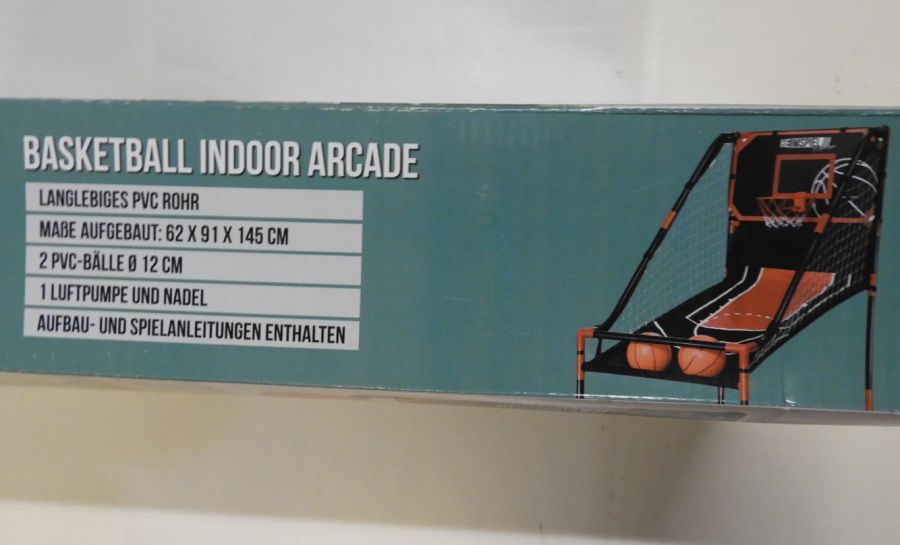 BASKETBALL INDOOR ARCADE
LANGLEBIGES PVC ROHR
MAßE AUFGEBAUT: 62 X 91 X 145 CM
2 PVC-BÄLLE Ø 12 CM
1 LUFTPUMPE UND NADEL
AUFBAU- UND SPIELANLEITUNGEN ENTHALTEN
HEIMSPIEL